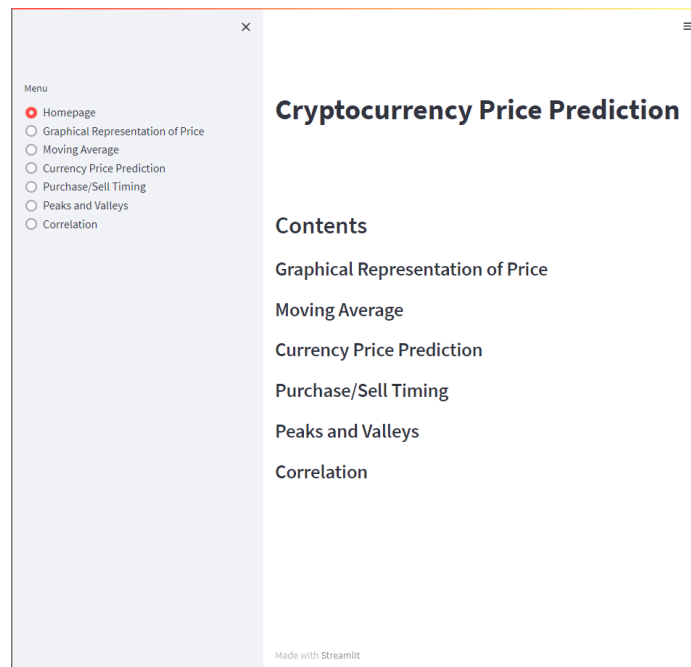 Menu
Homepage
Graphical Representation of Price
Moving Average
Currency Price Prediction
Purchase/Sell Timing
Peaks and Valleys
Correlation
Cryptocurrency Price Prediction
Contents
Graphical Representation of Price
Moving Average
Currency Price Prediction
Purchase/Sell Timing
Peaks and Valleys
Correlation
Made with Streamlit